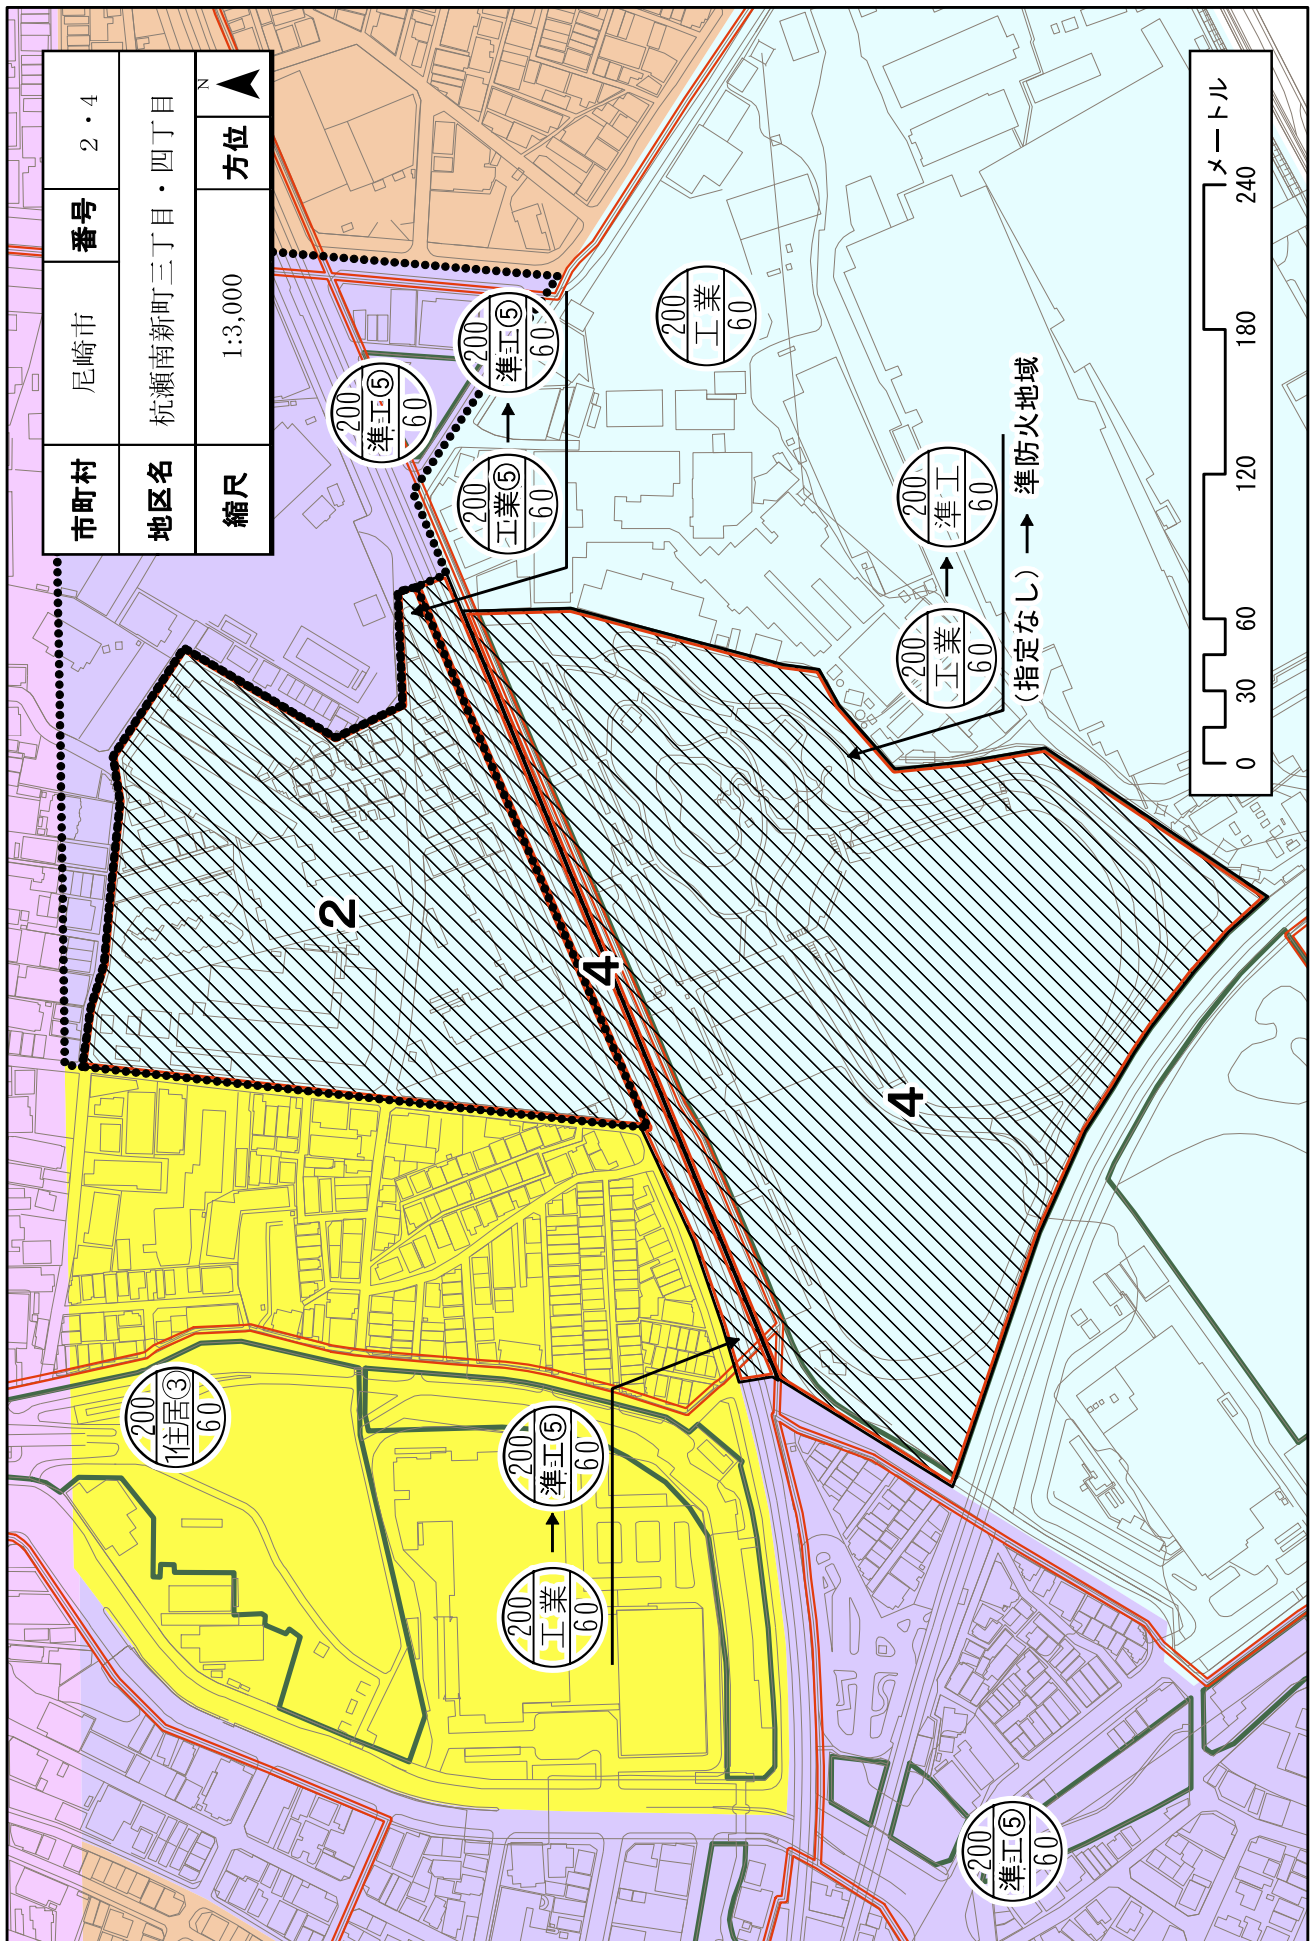 市町村 尼崎市 番号 2・4
地区名 杭瀬南新町三丁目・四丁目
縮尺 1:3,000 方位 N
200
準工⑤
60
200
工業⑤
60
→
200
準工⑤
60
200
工業
60
2
4
4
200
工業
60
→
200
準工
60
(指定なし) → 準防火地域
200
1住居③
60
200
工業
60
→
200
準工⑤
60
200
準工⑤
60
0 30 60 120 180 240 メートル